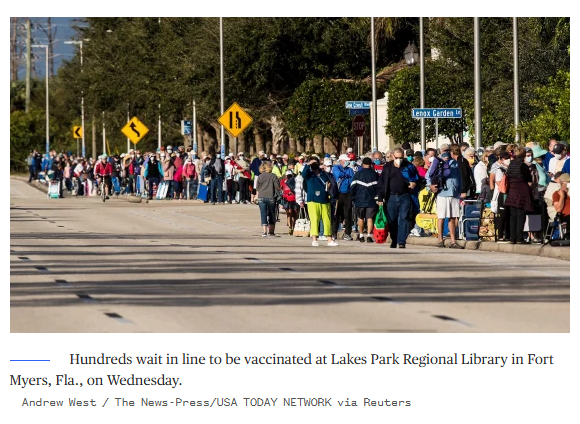 Lenox Garden
Hundreds wait in line to be vaccinated at Lakes Park Regional Library in Fort
Myers, Fla., on Wednesday.
Andrew West / The News-Press/USA TODAY NETWORK via Reuters